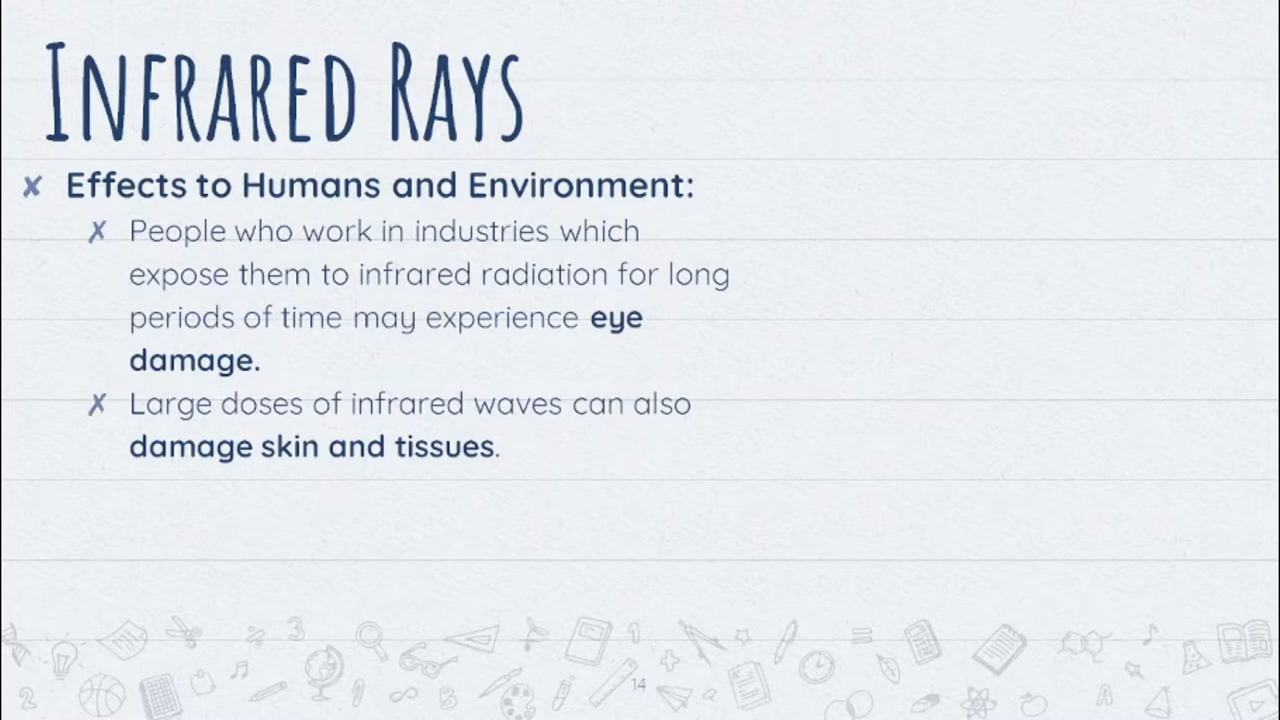 INFRARED RAYS
✘ Effects to Humans and Environment:
✗ People who work in industries which
expose them to infrared radiation for long
periods of time may experience eye
damage.
✗ Large doses of infrared waves can also
damage skin and tissues.
14